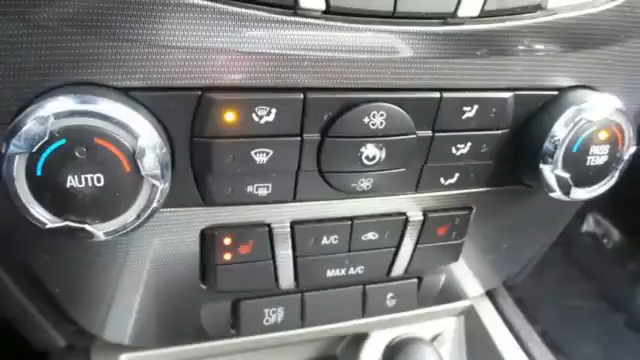 AUTO
R
A/C
MAX A/C
PASS
TEMP
TCS
OFF